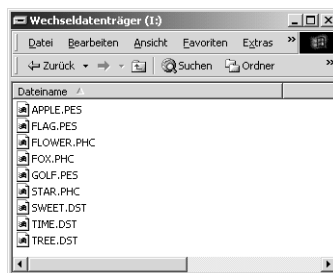 Wechseldatenträger (I:)
Datei Bearbeiten Ansicht Favoriten Extras »
Zurück Suchen Ordner »
Dateiname
APPLE.PES
FLAG.PES
FLOWER.PHC
FOX.PHC
GOLF.PES
STAR.PHC
SWEET.DST
TIME.DST
TREE.DST